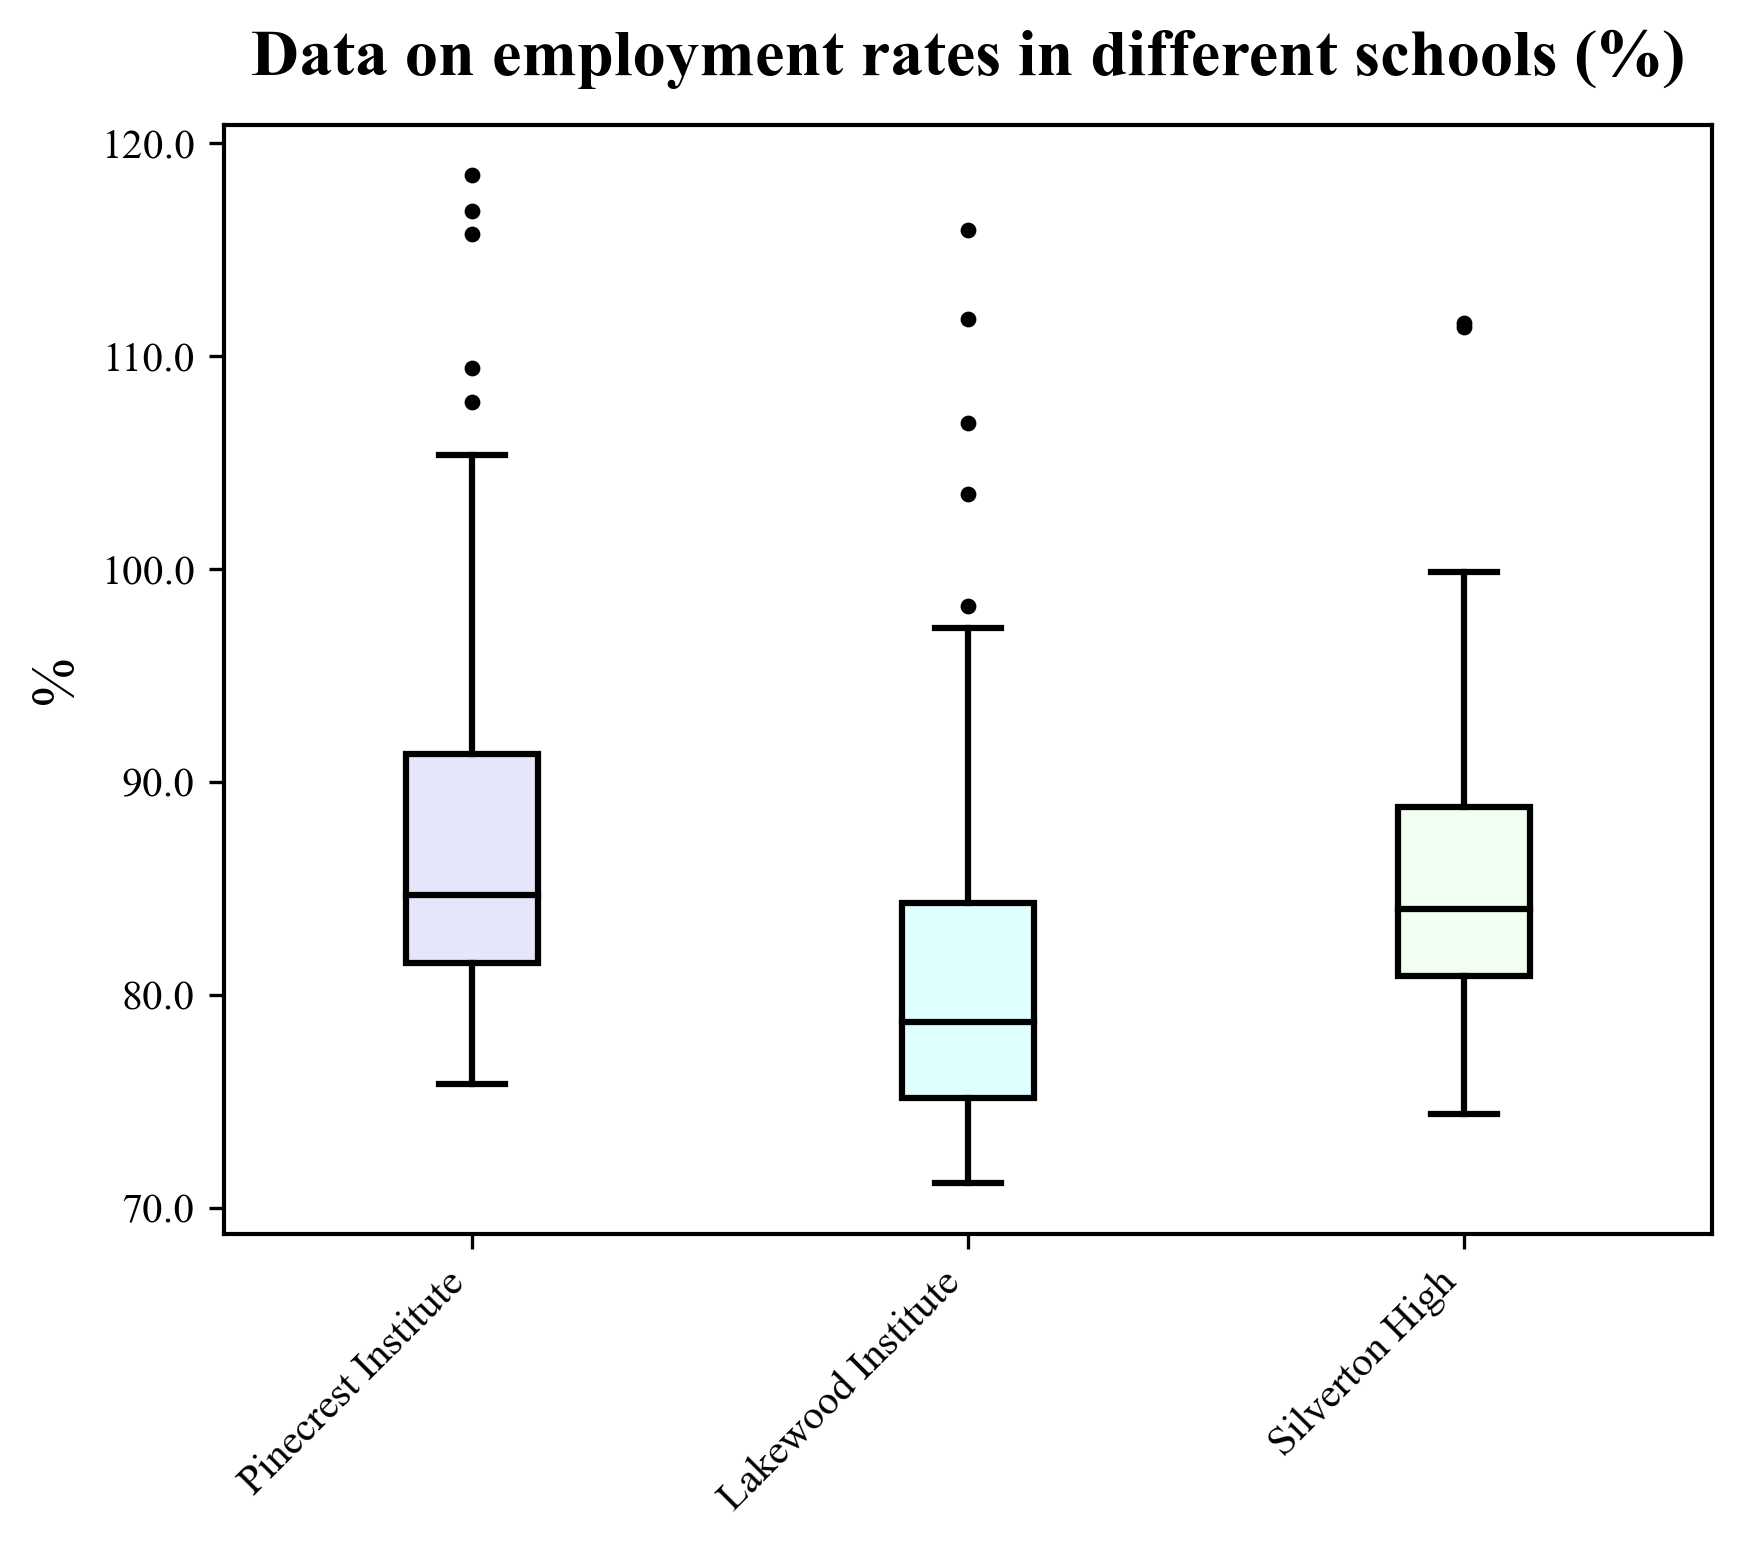 Data on employment rates in different schools (%)
120.0
110.0
100.0
90.0
80.0
70.0
%
Pinecrest Institute
Lakewood Institute
Silverton High